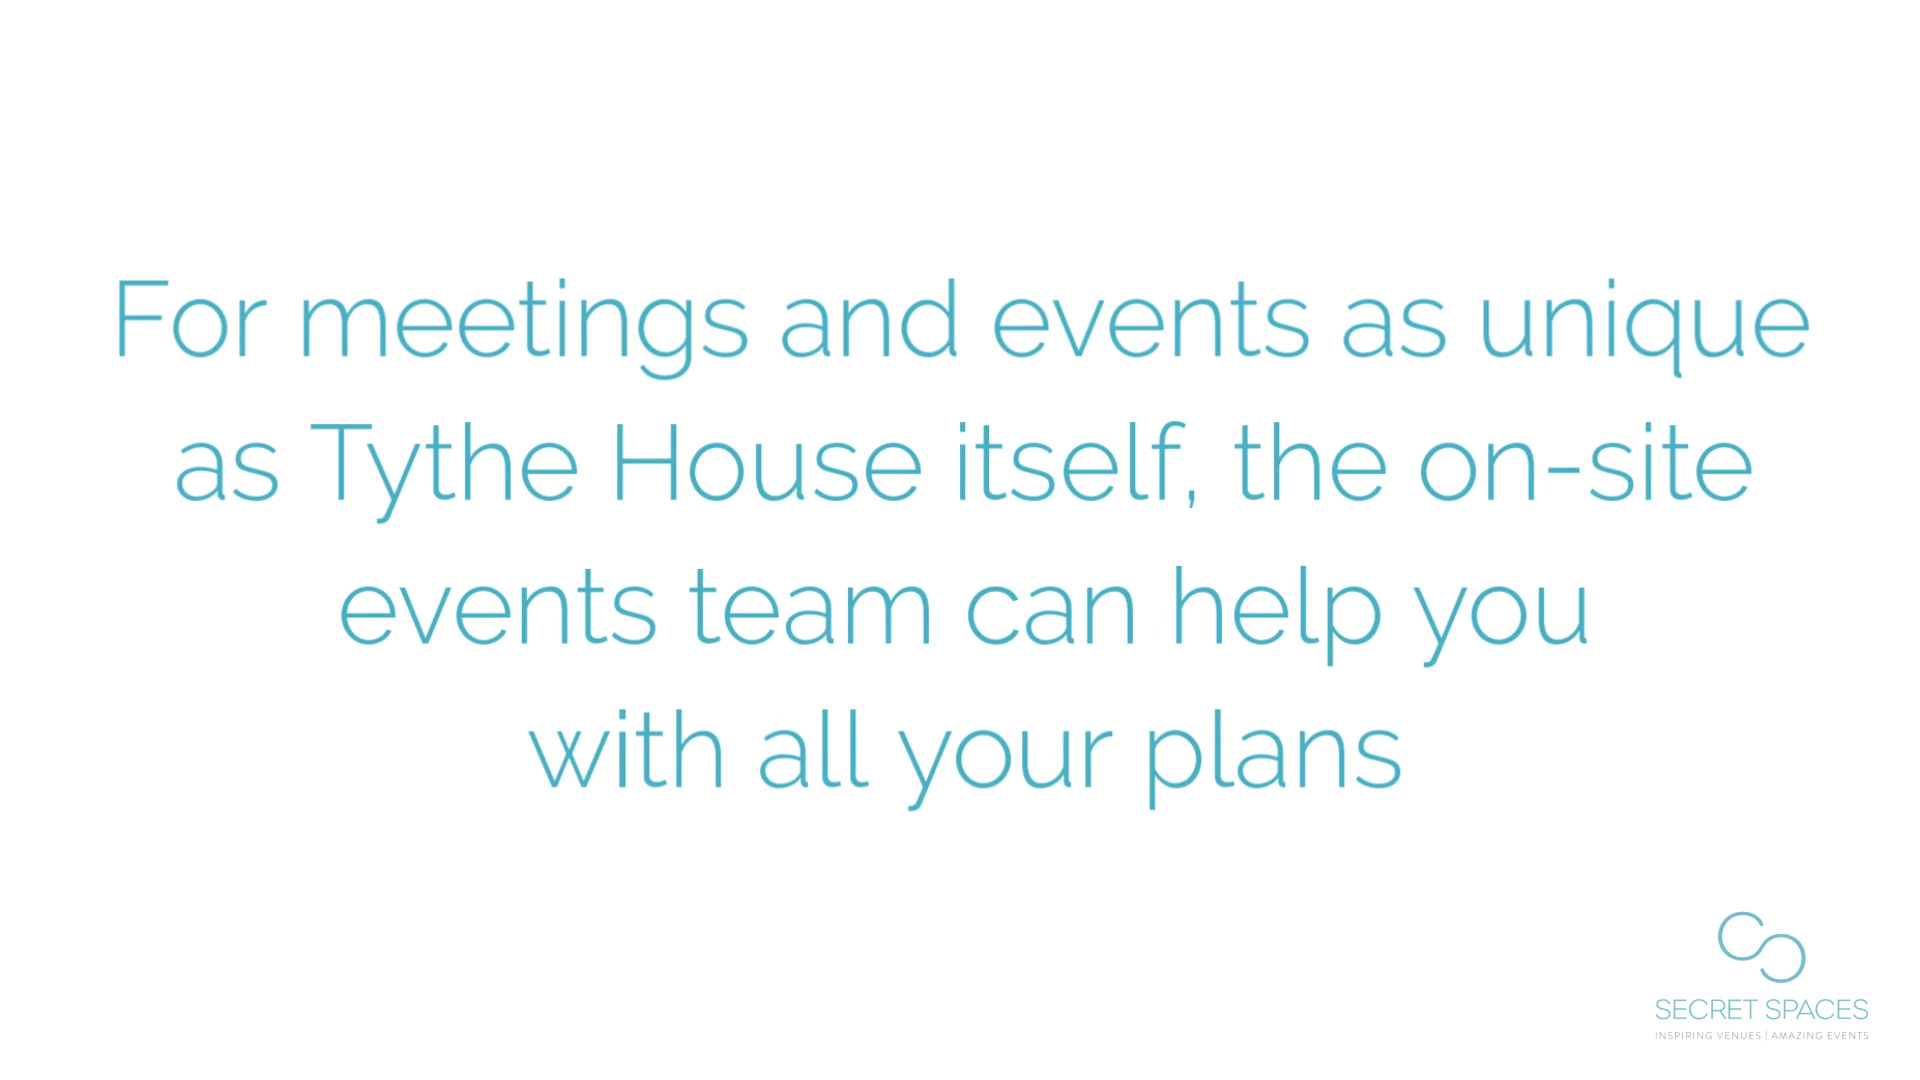 For meetings and events as unique
as Tythe House itself, the on-site
events team can help you
with all your plans
SECRET SPACES
INSPIRING VENUES | AMAZING EVENTS